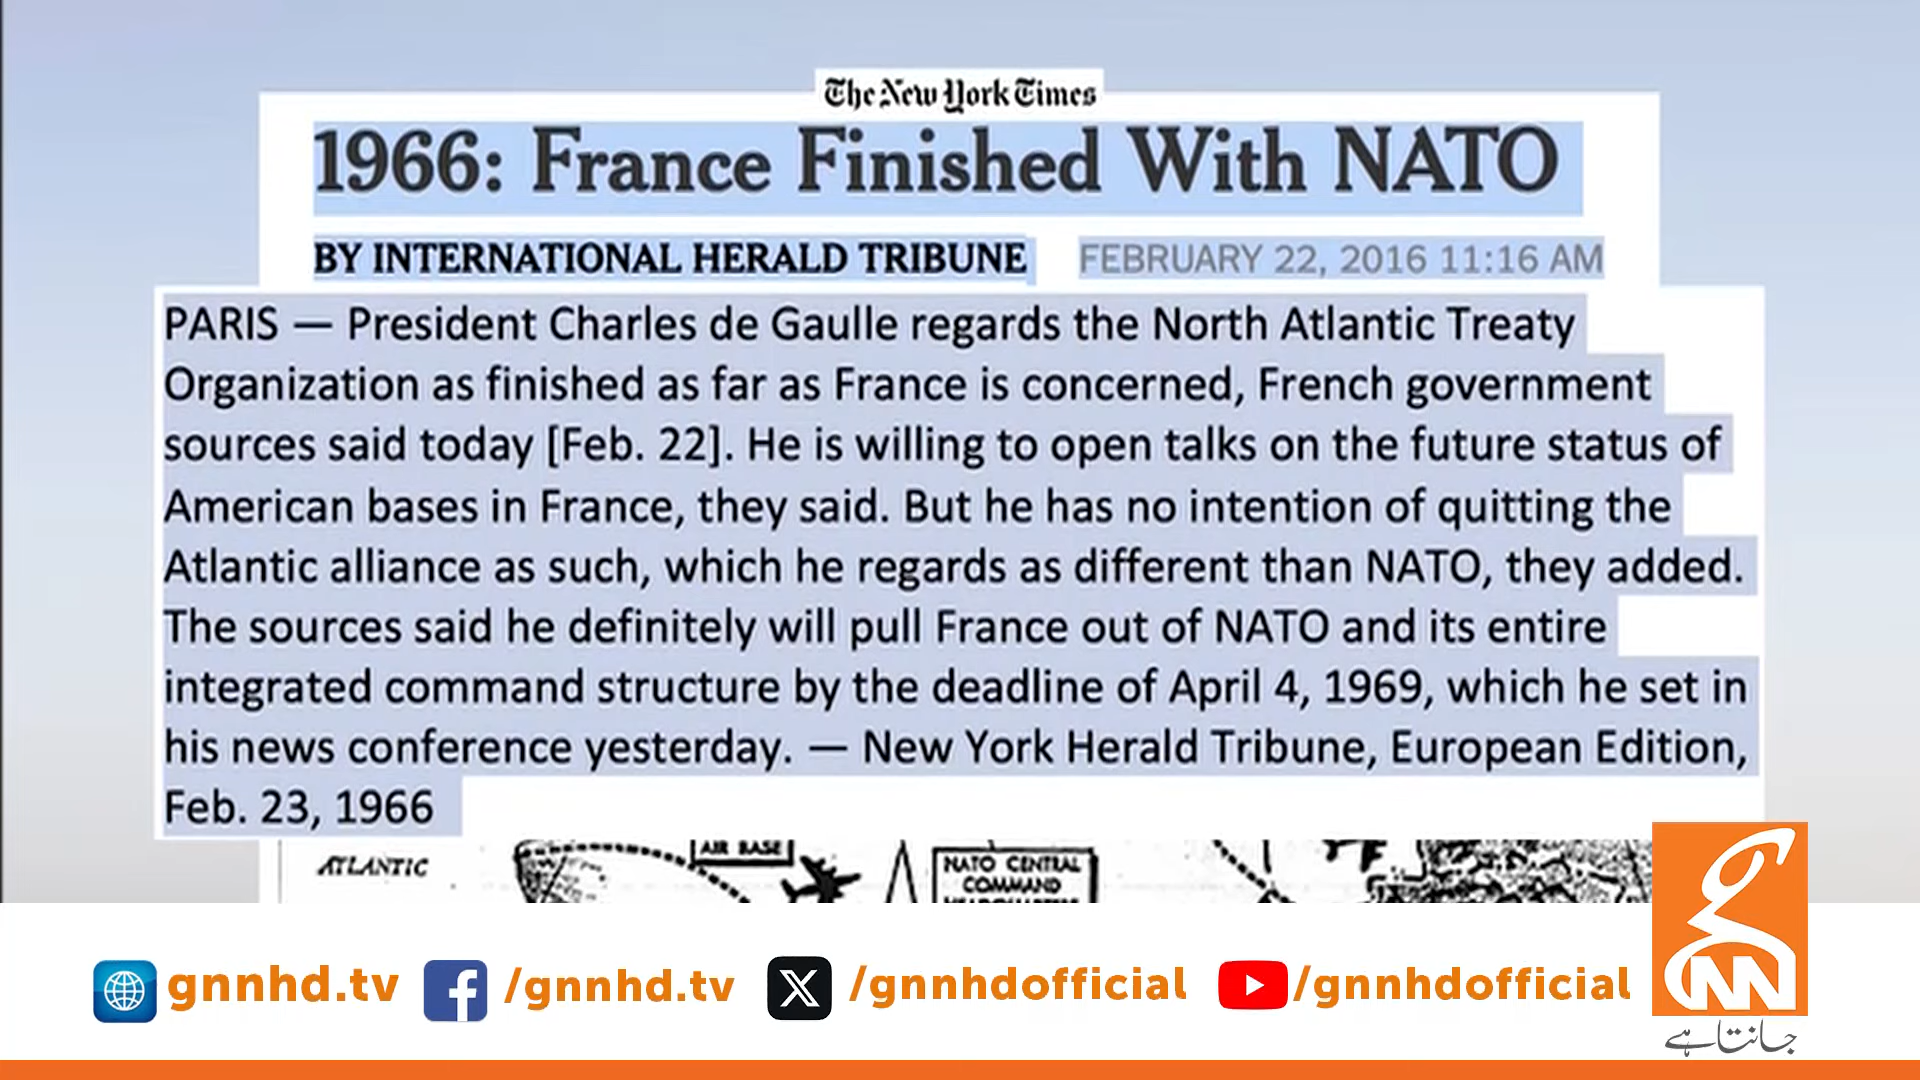 The New York Times
1966: France Finished With NATO
BY INTERNATIONAL HERALD TRIBUNE FEBRUARY 22, 2016 11:16 AM
PARIS — President Charles de Gaulle regards the North Atlantic Treaty
Organization as finished as far as France is concerned, French government
sources said today [Feb. 22]. He is willing to open talks on the future status of
American bases in France, they said. But he has no intention of quitting the
Atlantic alliance as such, which he regards as different than NATO, they added.
The sources said he definitely will pull France out of NATO and its entire
integrated command structure by the deadline of April 4, 1969, which he set in
his news conference yesterday. — New York Herald Tribune, European Edition,
Feb. 23, 1966
ATLANTIC
AIR BASE
NATO CENTRAL
COMMAND
HEADQUARTERS
gnnhd.tv /gnnhd.tv /gnnhdofficial /gnnhdofficial
GNN
جانتا ہے